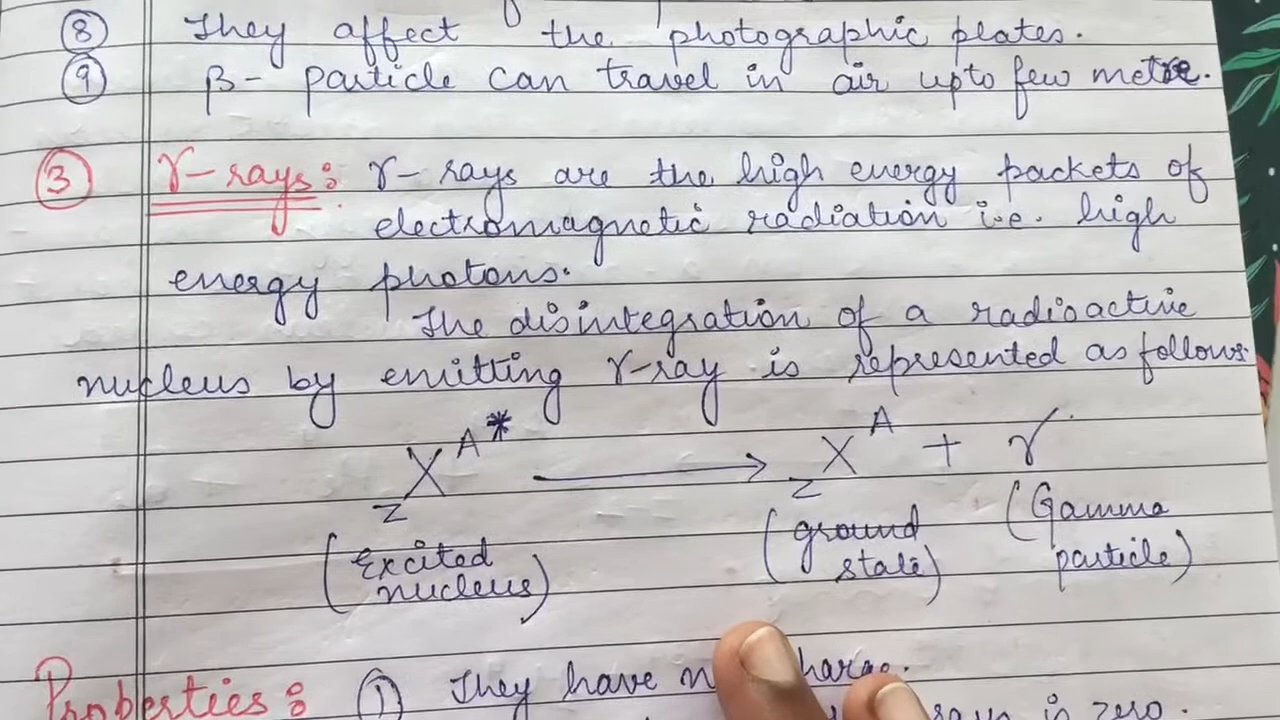 ⑧ They affect the photographic plates.
⑨ β- particle can travel in air upto few metre.
③ γ-rays: γ- rays are the high energy packets of
electromagnetic radiation i.e. high
energy photons.
The disintegration of a radioactive
nucleus by emitting γ-ray is represented as follows
zX^A* ⟶ zX^A + γ
(Excited nucleus) (ground state) (Gamma particle)
Properties: ① They have
is zero.